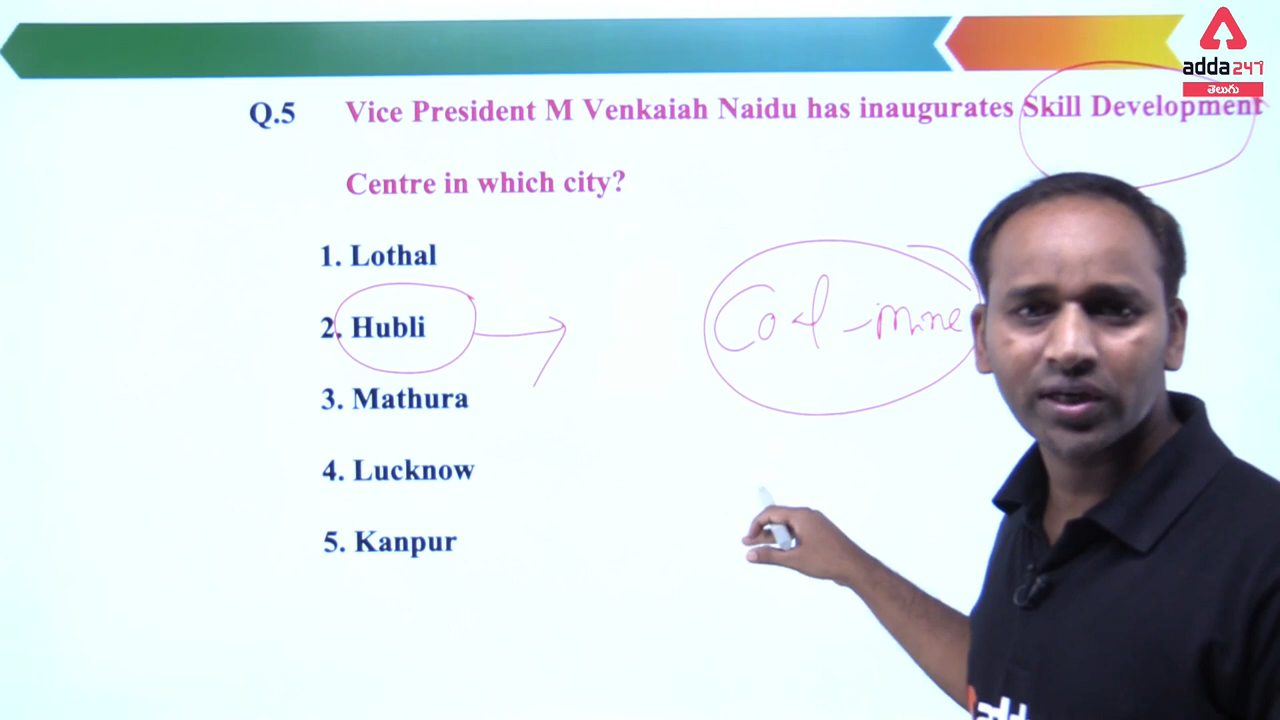 adda247
తెలుగు
Q.5 Vice President M Venkaiah Naidu has inaugurates Skill Development
Centre in which city?
1. Lothal
2. Hubli
3. Mathura
4. Lucknow
5. Kanpur
Coal-mine
add